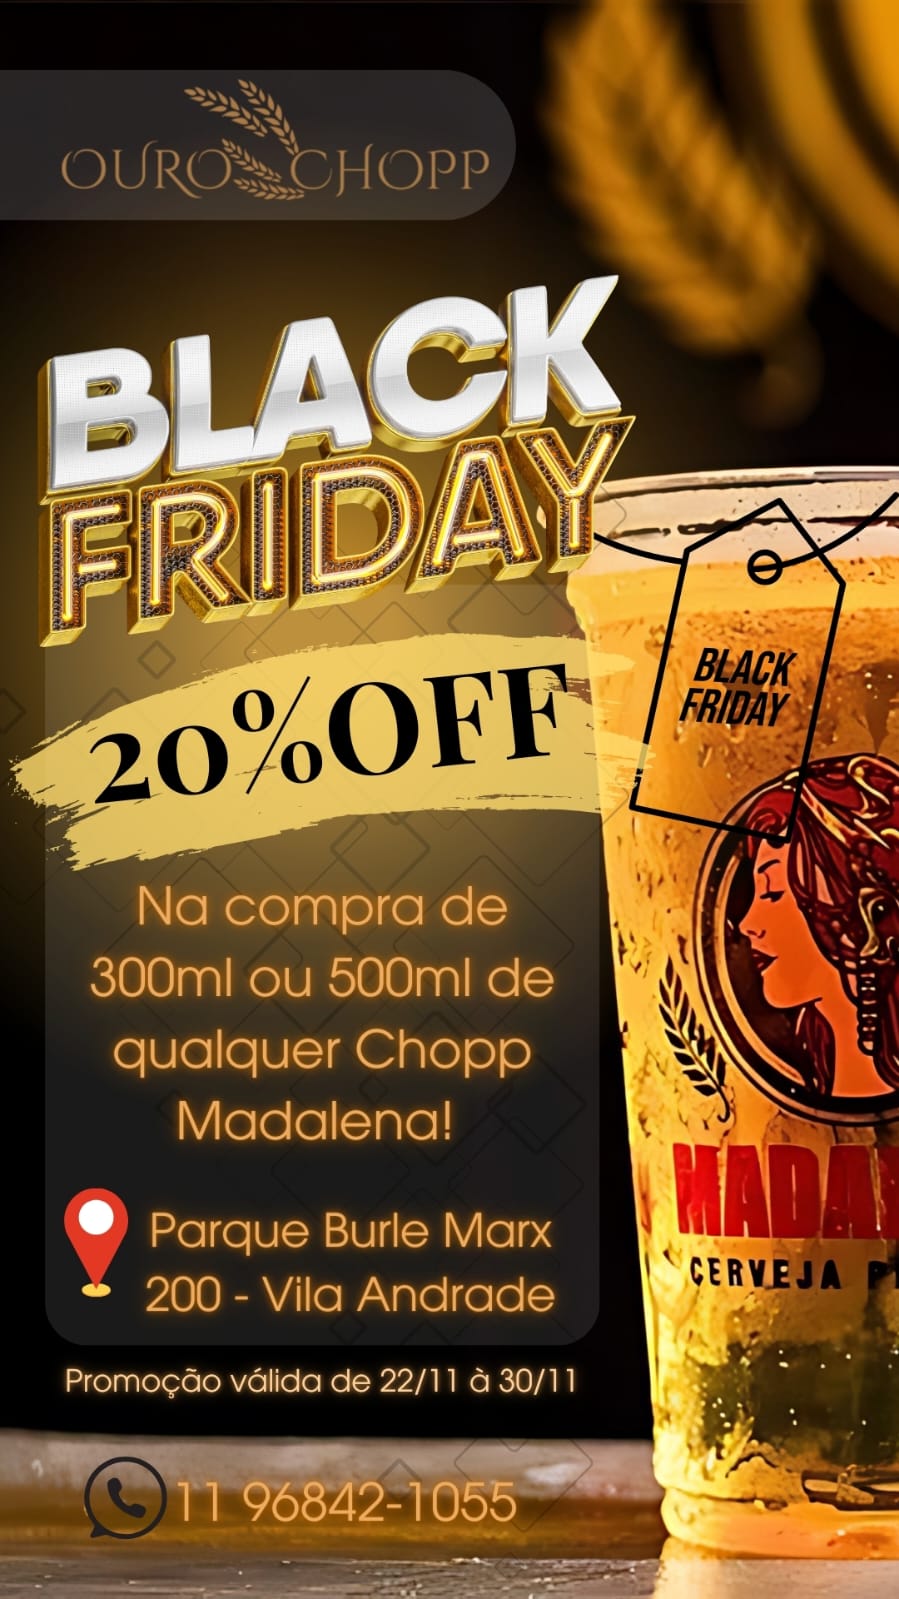 OURO CHOPP
BLACK
FRIDAY
20%OFF
BLACK
FRIDAY
Na compra de
300ml ou 500ml de
qualquer Chopp
Madalena!
CERVEJA
Parque Burle Marx
200 - Vila Andrade
Promoção válida de 22/11 à 30/11
11 96842-1055